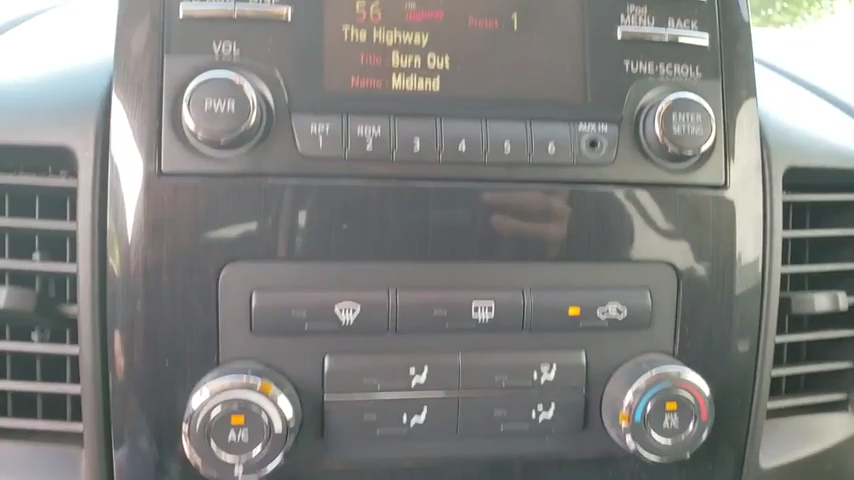 56
Highway
Preset 1
iPod
MENU BACK
The Highway
Title: Burn Out
Name: Midland
VOL
TUNE·SCROLL
PWR
ENTER
SETTING
RPT
1
RDM
2
3
4
5
6
AUX IN
A/C